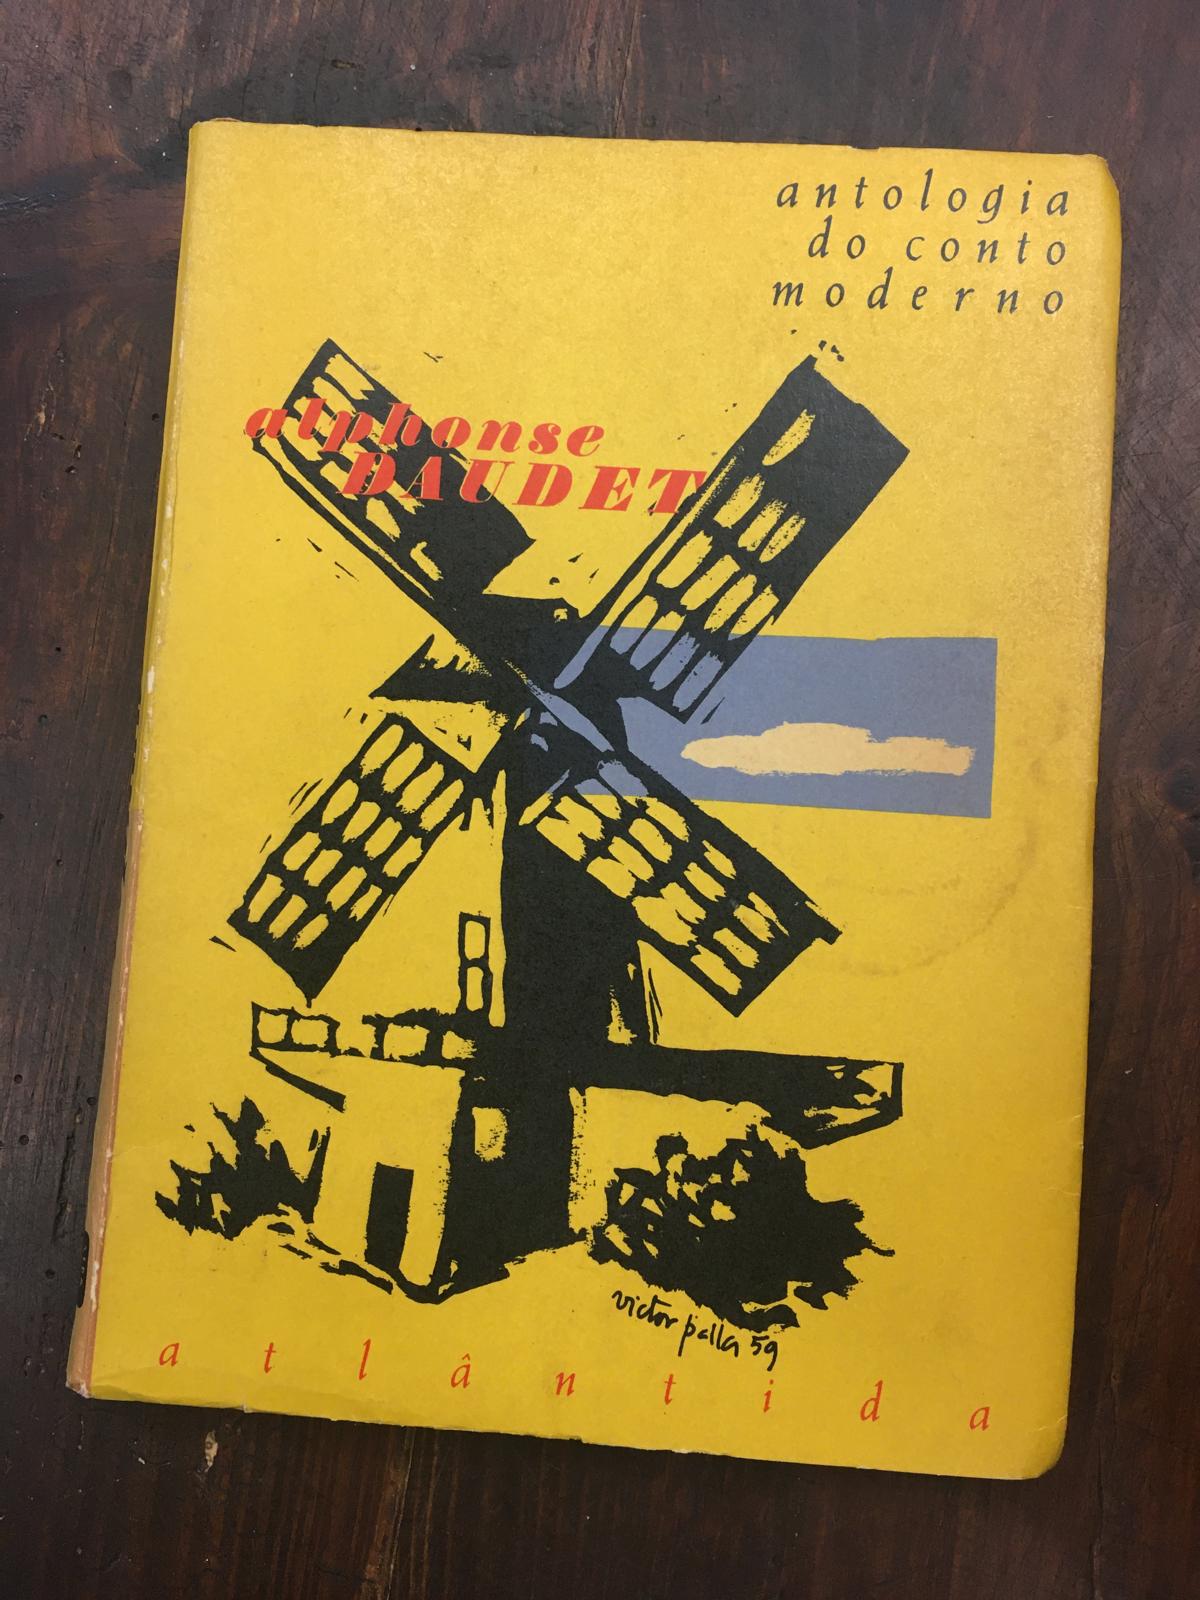 antologia
do conto
moderno
alphonse
DAUDET
victor palla 59
atlântida